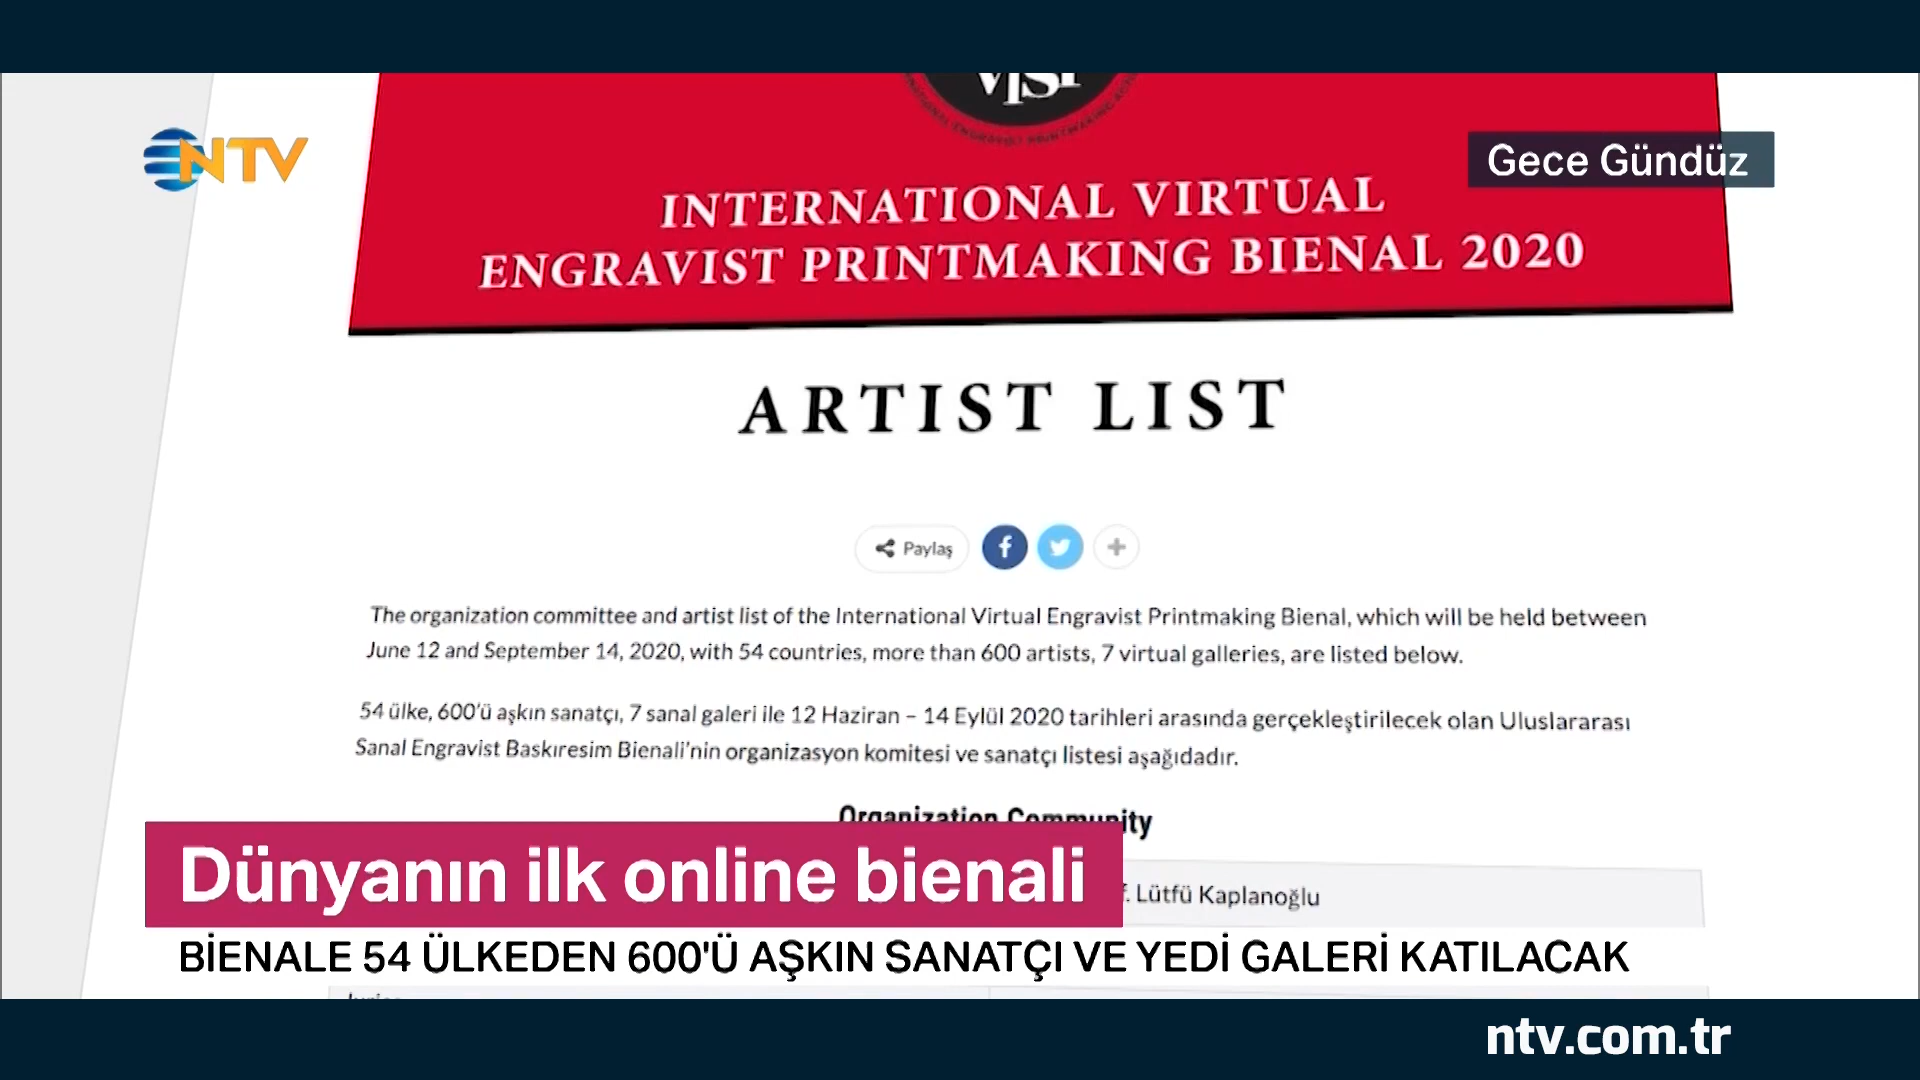 NTV
Gece Gündüz
INTERNATIONAL VIRTUAL
ENGRAVIST PRINTMAKING BIENAL 2020
ARTIST LIST
Paylaş
The organization committee and artist list of the International Virtual Engravist Printmaking Bienal, which will be held between
June 12 and September 14, 2020, with 54 countries, more than 600 artists, 7 virtual galleries, are listed below.
54 ülke, 600'ü aşkın sanatçı, 7 sanal galeri ile 12 Haziran – 14 Eylül 2020 tarihleri arasında gerçekleştirilecek olan Uluslararası
Sanal Engravist Baskıresim Bienali'nin organizasyon komitesi ve sanatçı listesi aşağıdadır.
Organization Community
Dünyanın ilk online bienali
Lütfü Kaplanoğlu
BİENALE 54 ÜLKEDEN 600'Ü AŞKIN SANATÇI VE YEDİ GALERİ KATILACAK
ntv.com.tr